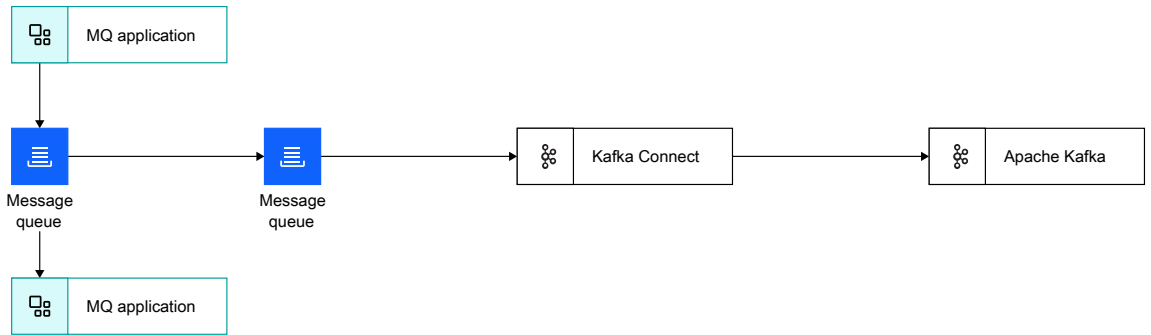 MQ application
Kafka Connect
Apache Kafka
Message
queue
Message
queue
MQ application